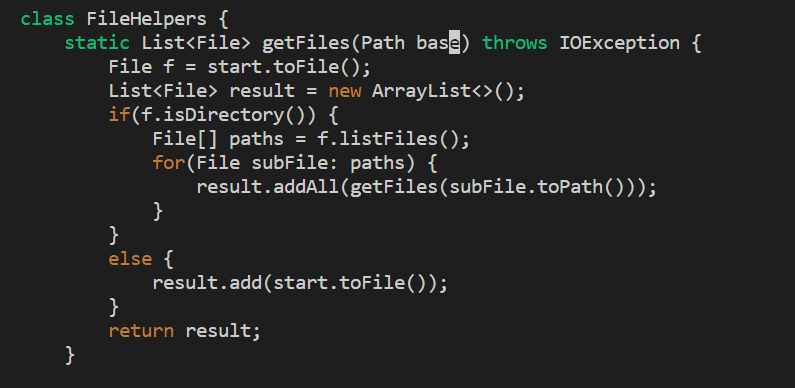 class FileHelpers {
    static List<File> getFiles(Path base) throws IOException {
        File f = start.toFile();
        List<File> result = new ArrayList<>();
        if(f.isDirectory()) {
            File[] paths = f.listFiles();
            for(File subFile: paths) {
                result.addAll(getFiles(subFile.toPath()));
            }
        }
        else {
            result.add(start.toFile());
        }
        return result;
    }